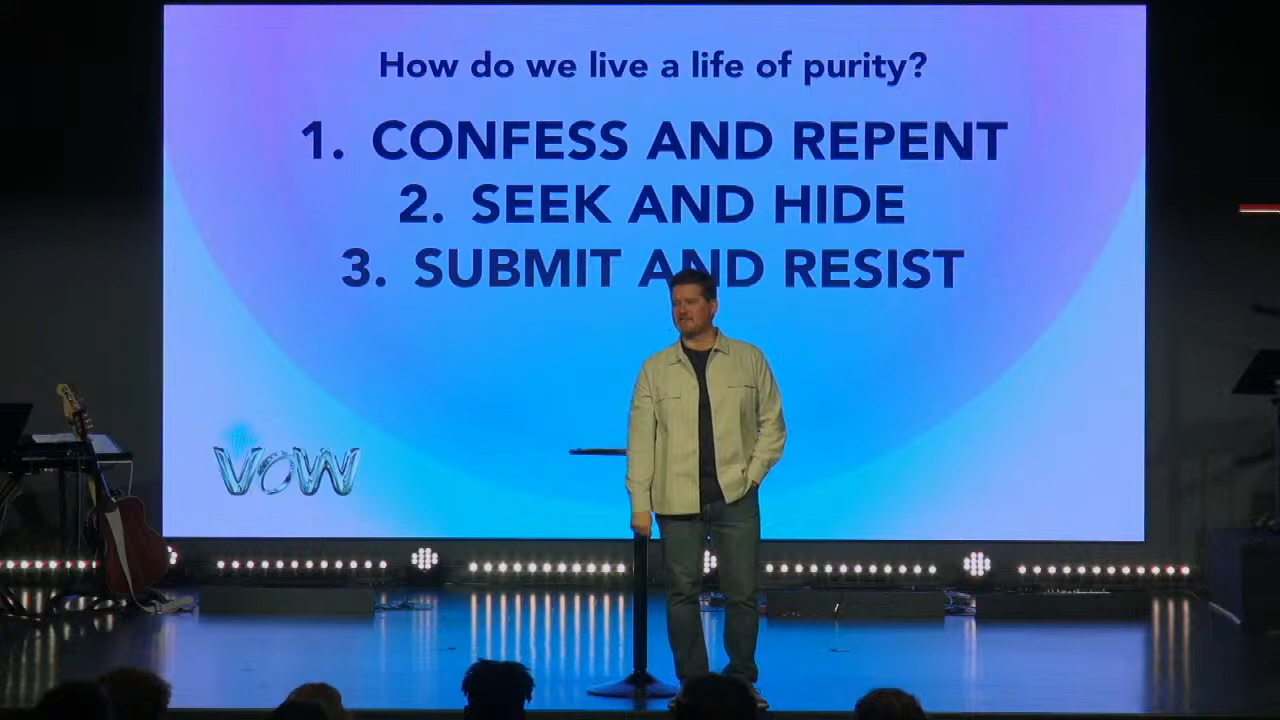 How do we live a life of purity?
1. CONFESS AND REPENT
2. SEEK AND HIDE
3. SUBMIT AND RESIST
VOW